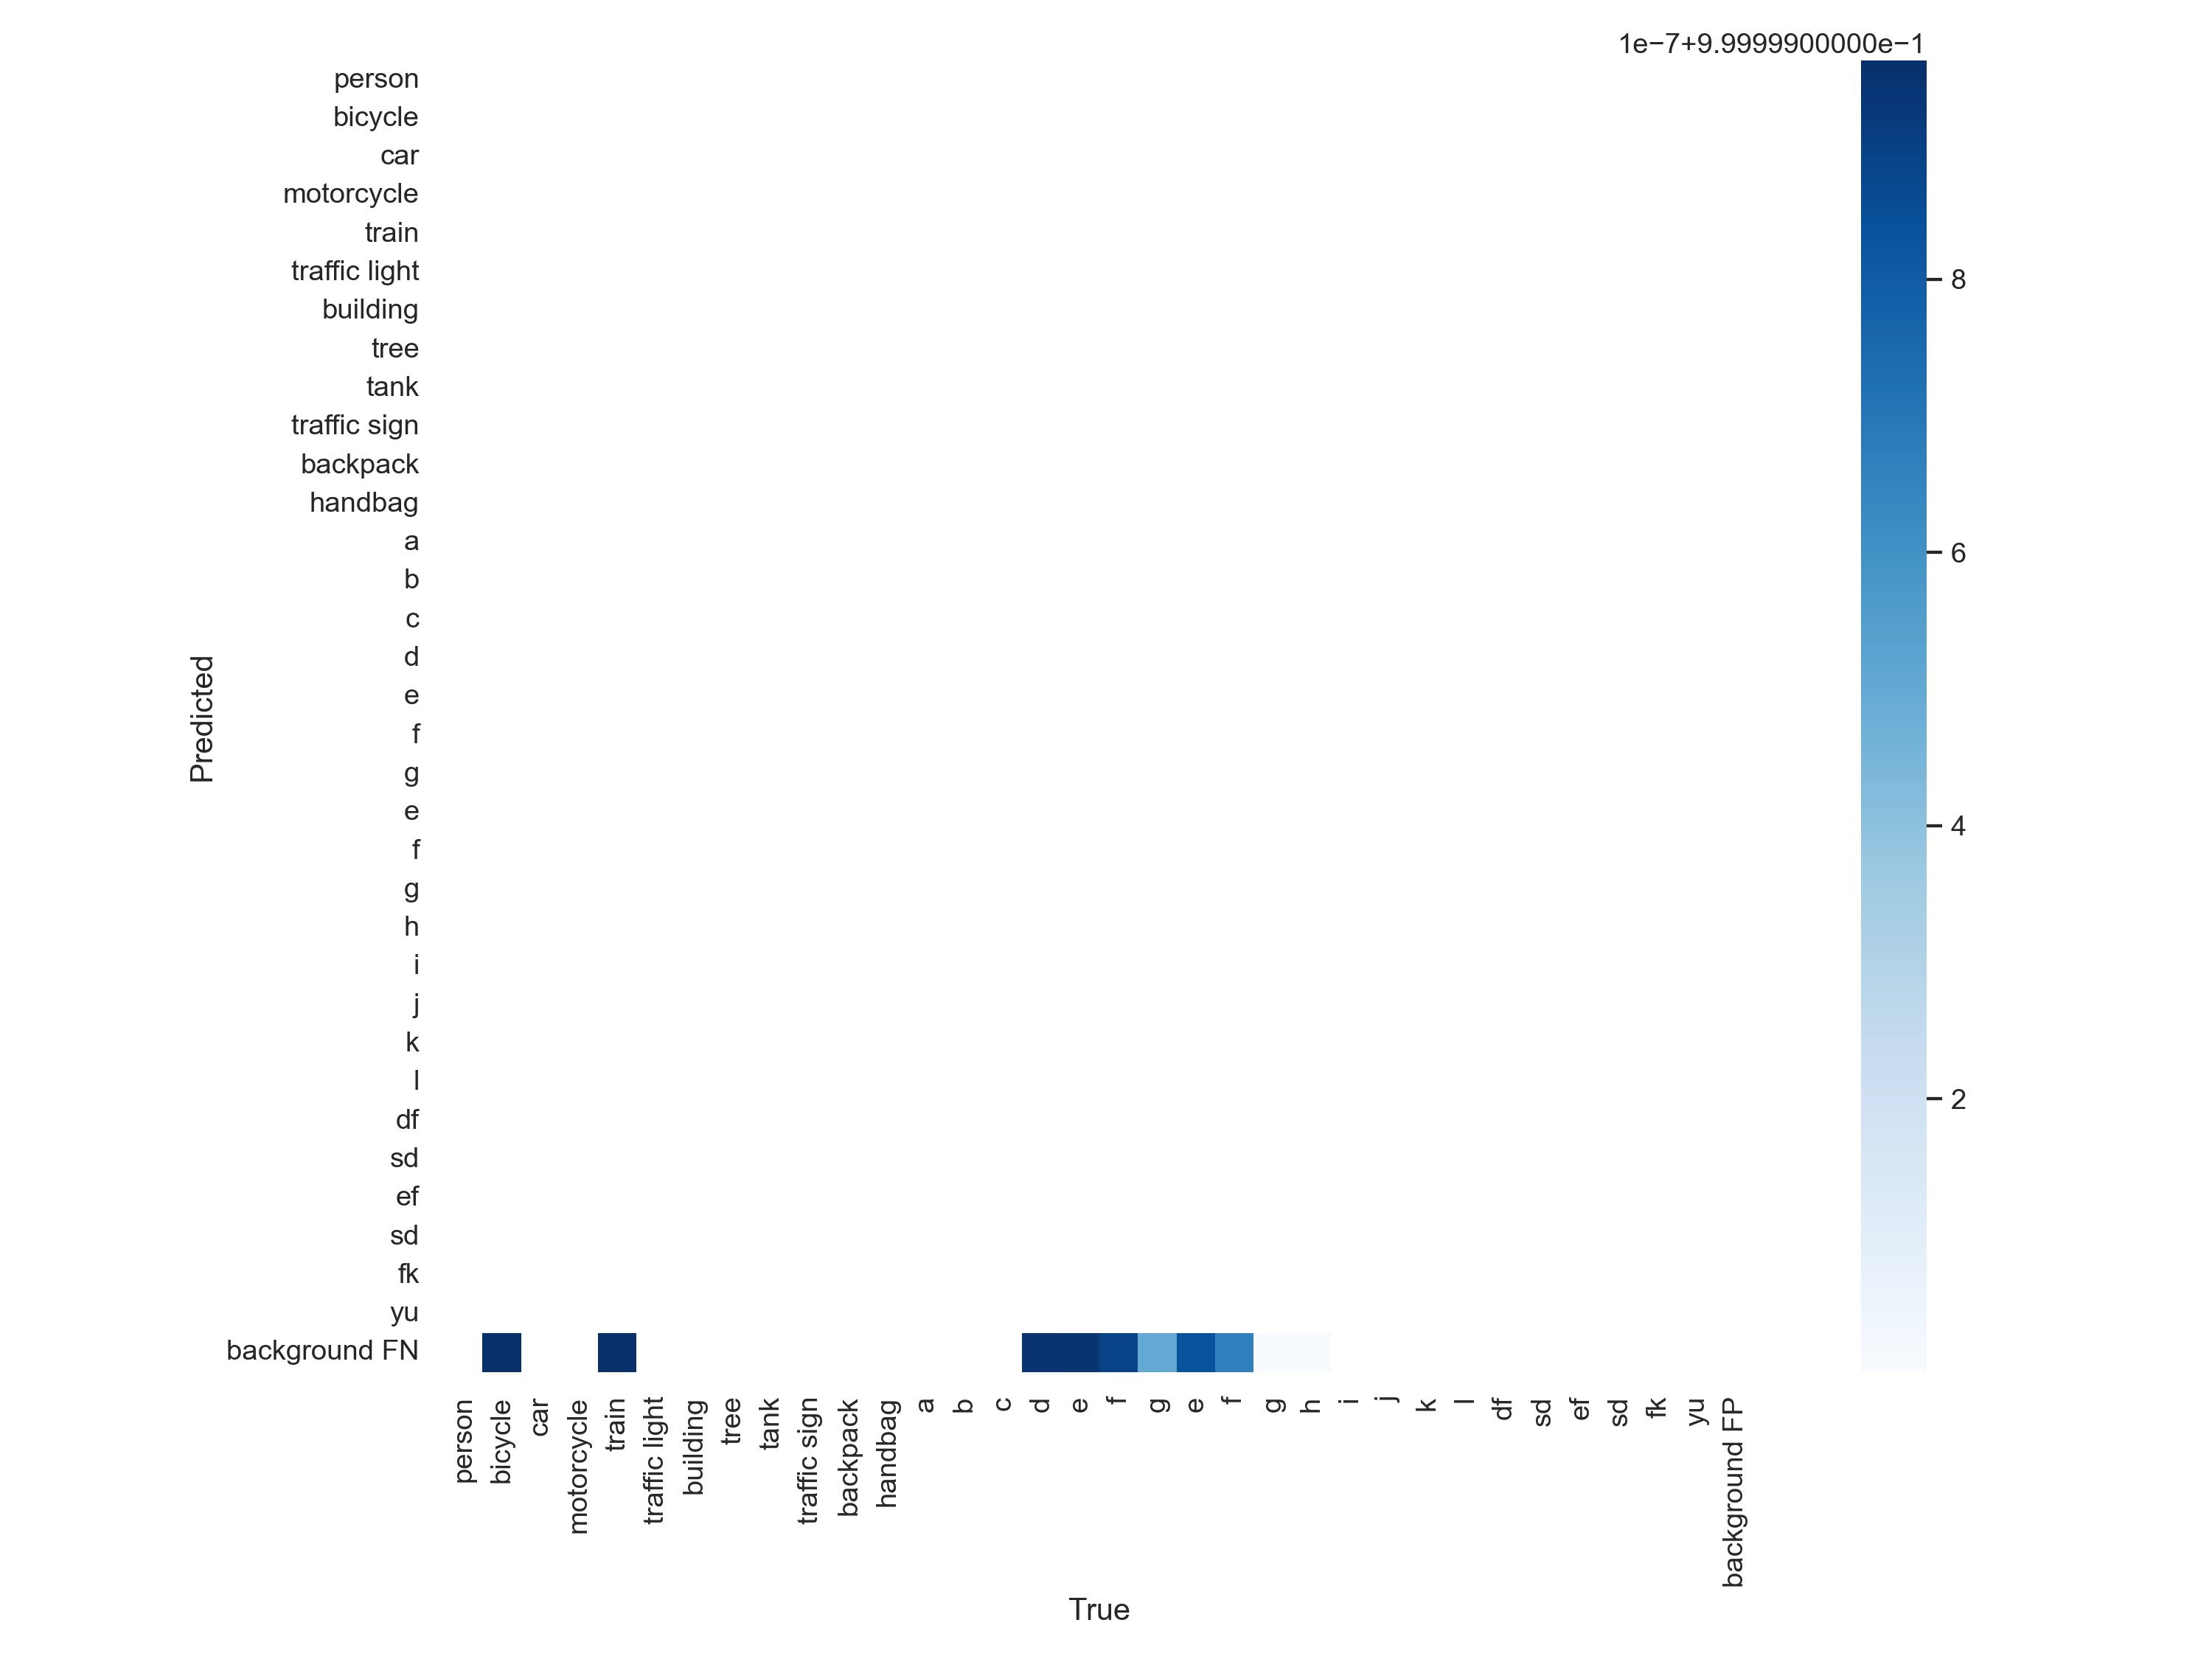 1e−7+9.9999900000e−1
person
bicycle
car
motorcycle
train
traffic light
building
tree
tank
traffic sign
backpack
handbag
a
b
c
d
e
f
g
e
f
g
h
i
j
k
l
df
sd
ef
sd
fk
yu
background FN
Predicted
8
6
4
2
person
bicycle
car
motorcycle
train
traffic light
building
tree
tank
traffic sign
backpack
handbag
a
b
c
d
e
f
g
e
f
g
h
i
j
k
l
df
sd
ef
sd
fk
yu
background FP
True